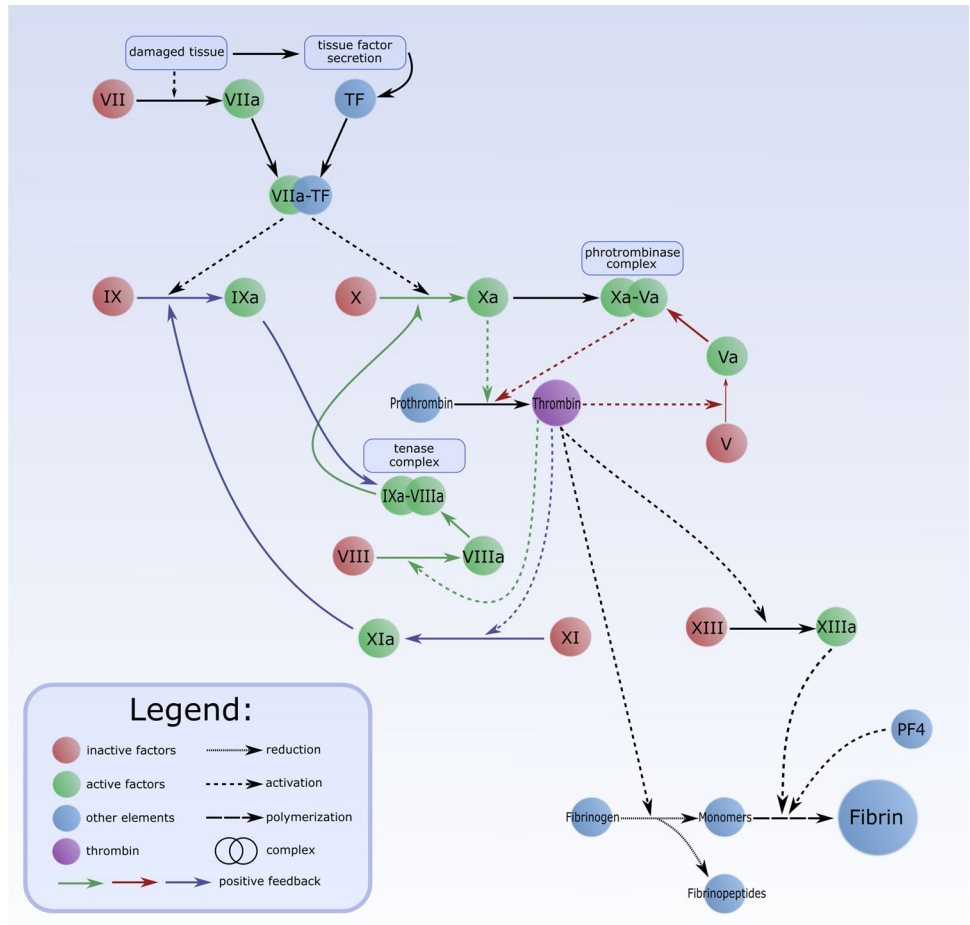 damaged tissue
tissue factor
secretion
VII
VIIa
TF
VIIa-TF
phrotrombinase
complex
IX
IXa
X
Xa
Xa-Va
Va
Prothrombin
Thrombin
V
tenase
complex
IXa-VIIIa
VIII
VIIIa
XIa
XI
XIII
XIIIa
PF4
Fibrinogen
Monomers
Fibrin
Fibrinopeptides
Legend:
inactive factors
reduction
active factors
activation
other elements
polymerization
thrombin
complex
positive feedback